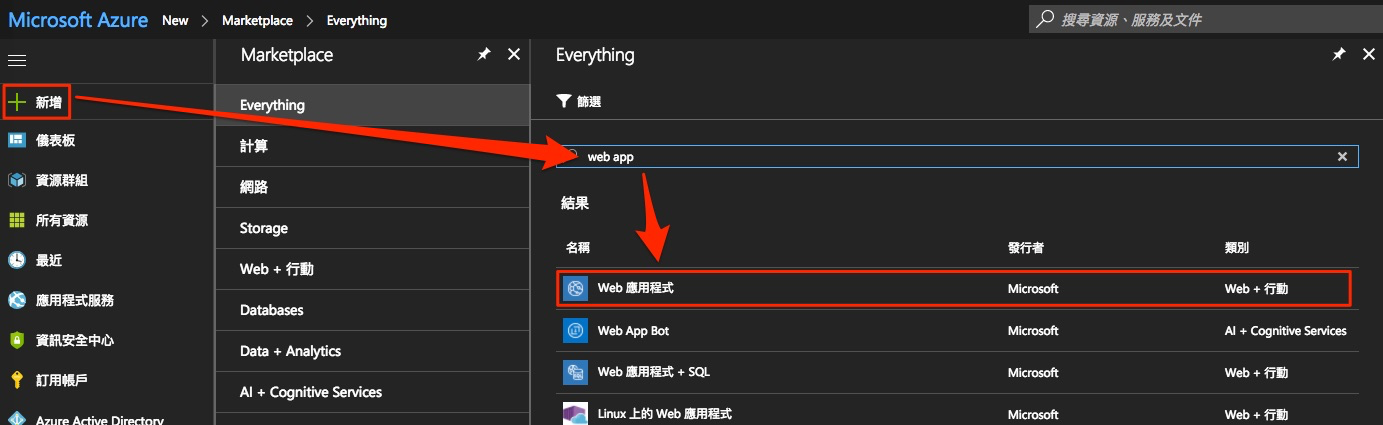 Microsoft Azure New > Marketplace > Everything
搜尋資源、服務及文件
新增
儀表板
資源群組
所有資源
最近
應用程式服務
資訊安全中心
訂用帳戶
Azure Active Directory
Marketplace
Everything
計算
網路
Storage
Web + 行動
Databases
Data + Analytics
AI + Cognitive Services
Everything
篩選
web app
結果
名稱 發行者 類別
Web 應用程式 Microsoft Web + 行動
Web App Bot Microsoft AI + Cognitive Services
Web 應用程式 + SQL Microsoft Web + 行動
Linux 上的 Web 應用程式 Microsoft Web + 行動